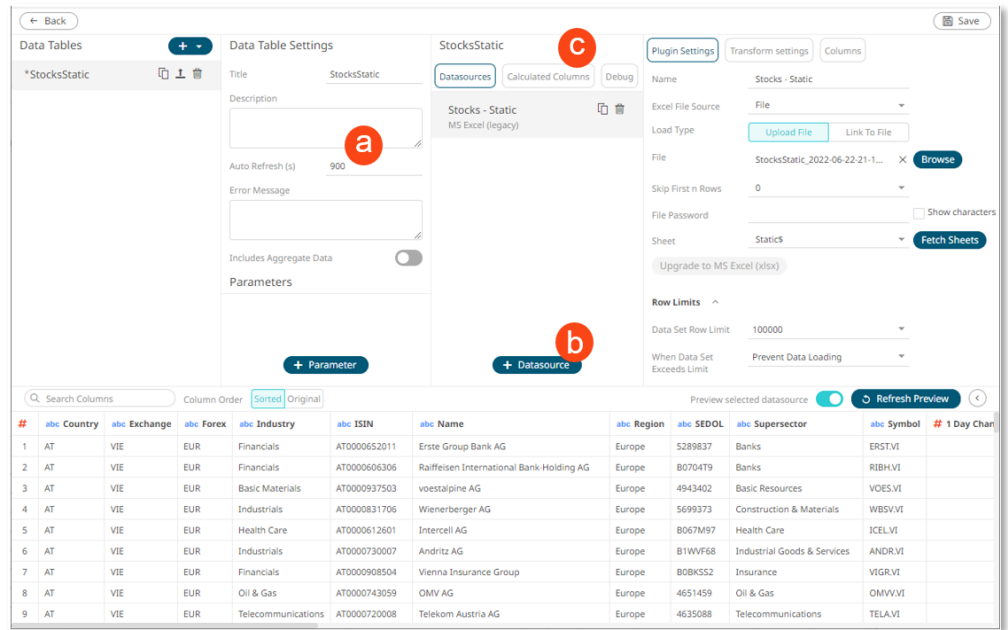 ← Back
Save
Data Tables
+
*StocksStatic
Data Table Settings
Title StocksStatic
Description
a
Auto Refresh (s) 900
Error Message
Includes Aggregate Data
Parameters
+ Parameter
StocksStatic
c
Datasources Calculated Columns Debug
Stocks - Static
MS Excel (legacy)
b
+ Datasource
Plugin Settings Transform settings Columns
Name Stocks - Static
Excel File Source File
Load Type Upload File Link To File
File StocksStatic_2022-06-22-21-1... × Browse
Skip First n Rows 0
File Password Show characters
Sheet Static$ Fetch Sheets
Upgrade to MS Excel (xlsx)
Row Limits
Data Set Row Limit 100000
When Data Set Prevent Data Loading
Exceeds Limit
Search Columns Column Order Sorted Original Preview selected datasource Refresh Preview
# abc Country abc Exchange abc Forex abc Industry abc ISIN abc Name abc Region abc SEDOL abc Supersector abc Symbol # 1 Day Chan
1 AT VIE EUR Financials AT0000652011 Erste Group Bank AG Europe 5289837 Banks ERST.VI
2 AT VIE EUR Financials AT0000606306 Raiffeisen International Bank-Holding AG Europe B0704T9 Banks RIBH.VI
3 AT VIE EUR Basic Materials AT0000937503 voestalpine AG Europe 4943402 Basic Resources VOES.VI
4 AT VIE EUR Industrials AT0000831706 Wienerberger AG Europe 5699373 Construction & Materials WBSV.VI
5 AT VIE EUR Health Care AT0000612601 Intercell AG Europe B067M97 Health Care ICEL.VI
6 AT VIE EUR Industrials AT0000730007 Andritz AG Europe B1WVF68 Industrial Goods & Services ANDR.VI
7 AT VIE EUR Financials AT0000908504 Vienna Insurance Group Europe B0BKSS2 Insurance VIGR.VI
8 AT VIE EUR Oil & Gas AT0000743059 OMV AG Europe 4651459 Oil & Gas OMVV.VI
9 AT VIE EUR Telecommunications AT0000720008 Telekom Austria AG Europe 4635088 Telecommunications TELA.VI